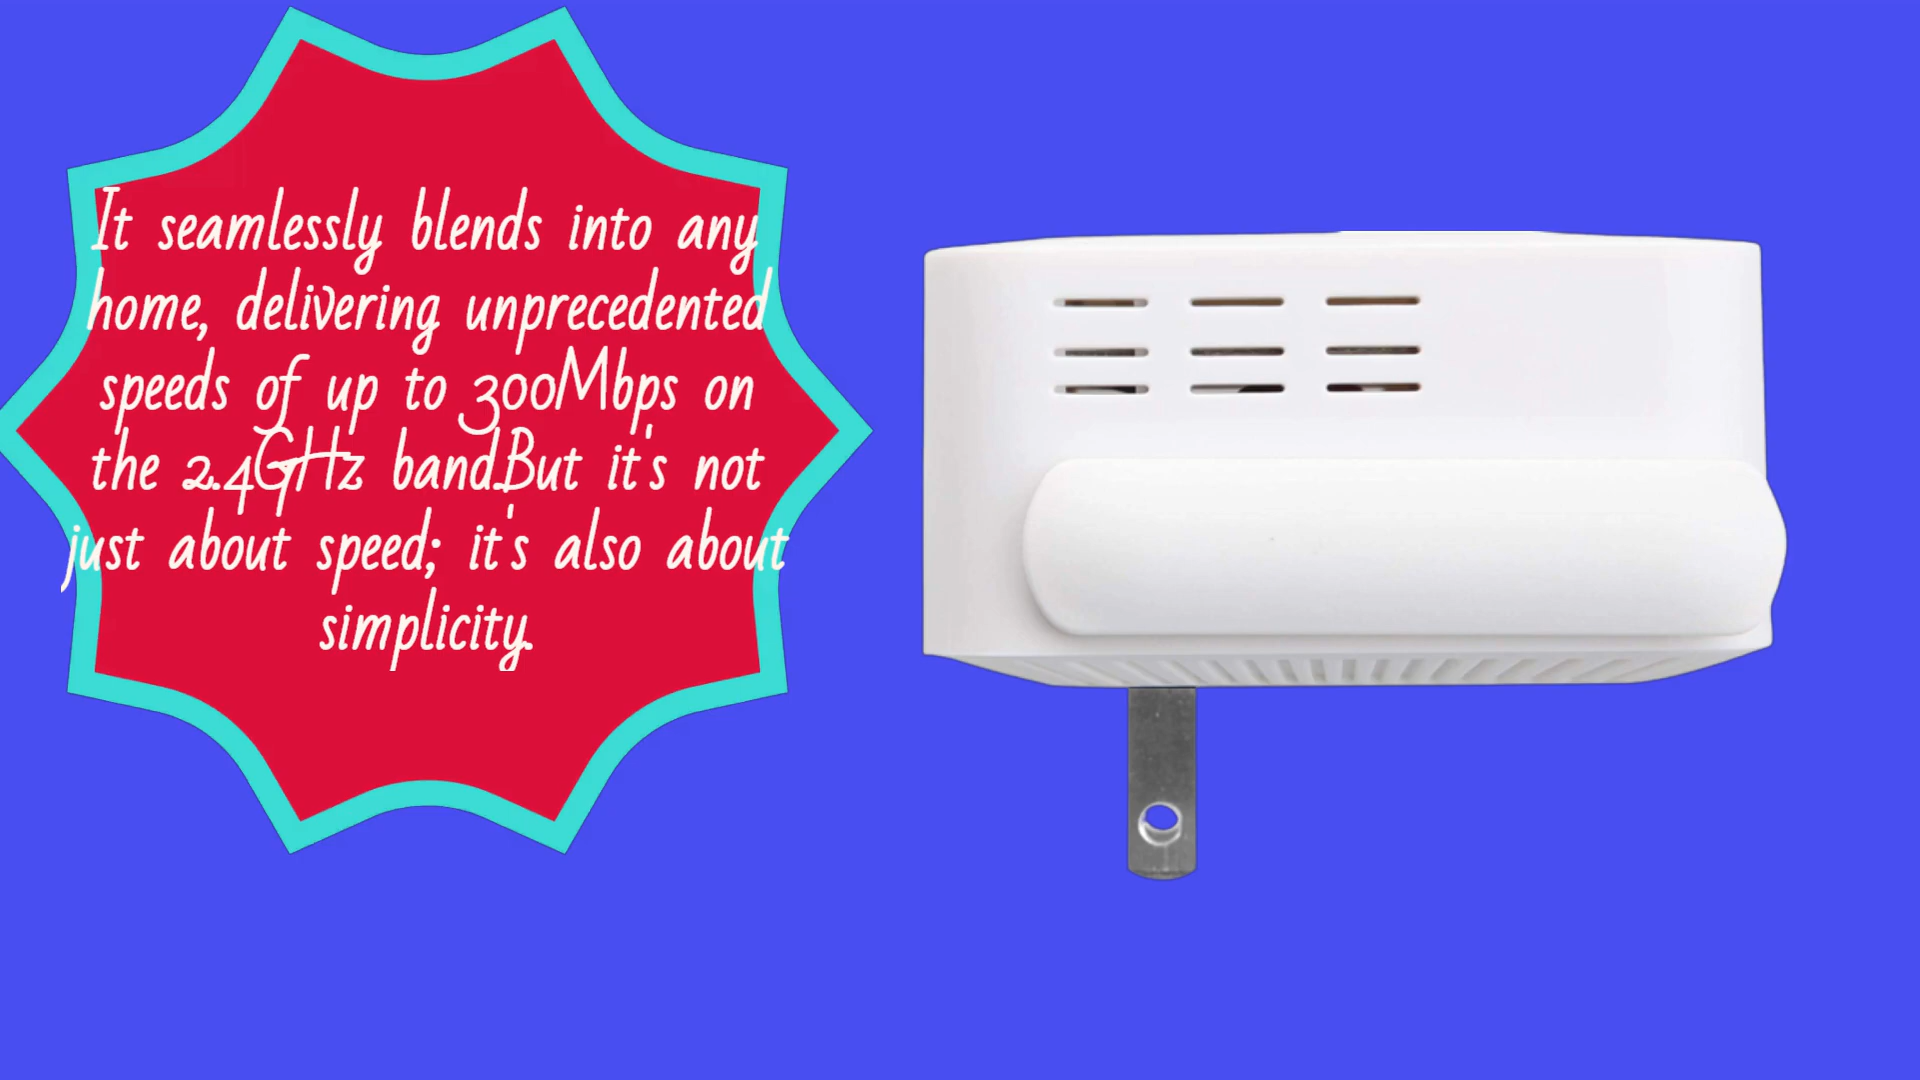 It seamlessly blends into any
home, delivering unprecedented
speeds of up to 300Mbps on
the 2.4GHz band.But it's not
just about speed; it's also about
simplicity.